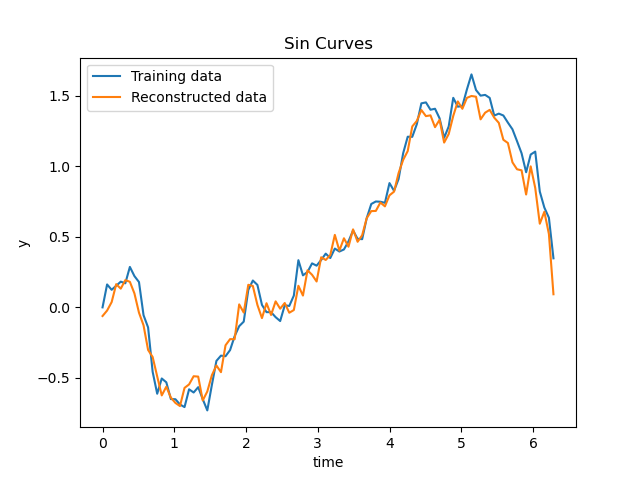 Sin Curves
Training data
Reconstructed data
1.5
1.0
0.5
0.0
−0.5
y
0 1 2 3 4 5 6
time